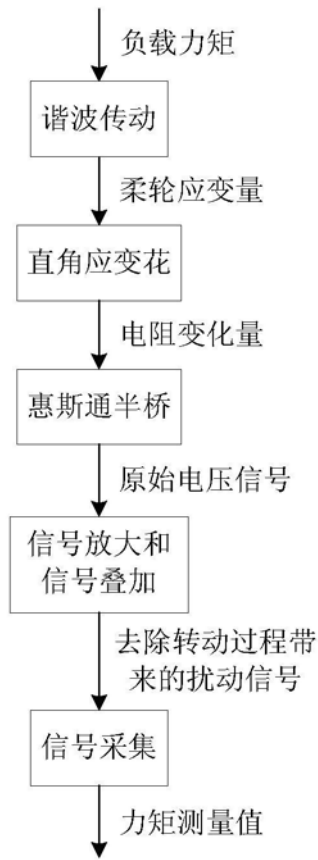 负载力矩
谐波传动
柔轮应变量
直角应变花
电阻变化量
惠斯通半桥
原始电压信号
信号放大和
信号叠加
去除转动过程带
来的扰动信号
信号采集
力矩测量值